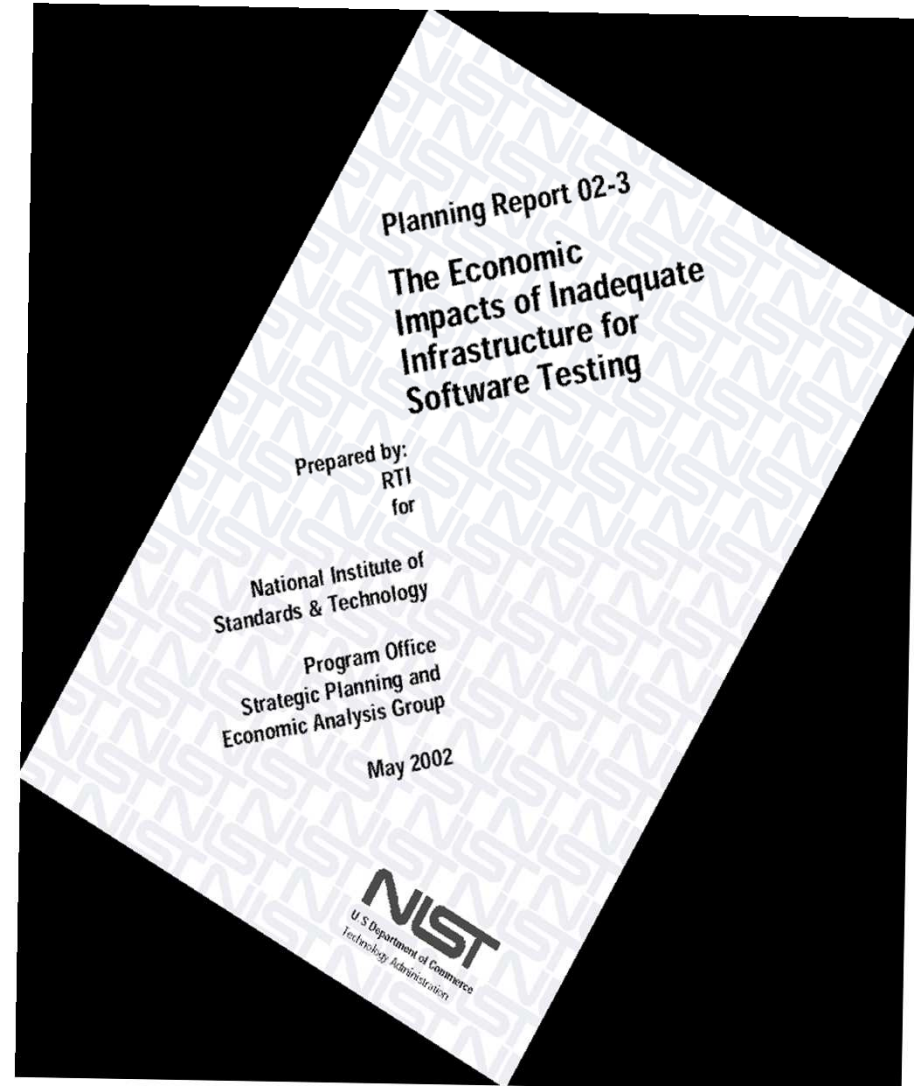 Planning Report 02-3
The Economic
Impacts of Inadequate
Infrastructure for
Software Testing
Prepared by:
RTI
for
National Institute of
Standards & Technology
Program Office
Strategic Planning and
Economic Analysis Group
May 2002
NIST
U.S Department of Commerce
Technology Administration